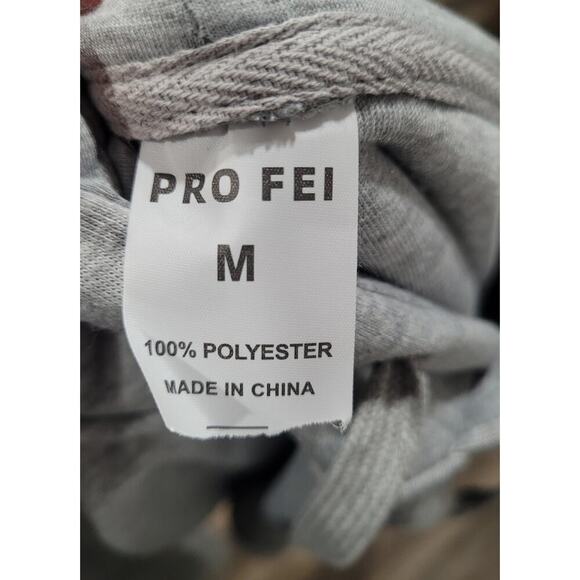 PRO FEI
M
100% POLYESTER
MADE IN CHINA